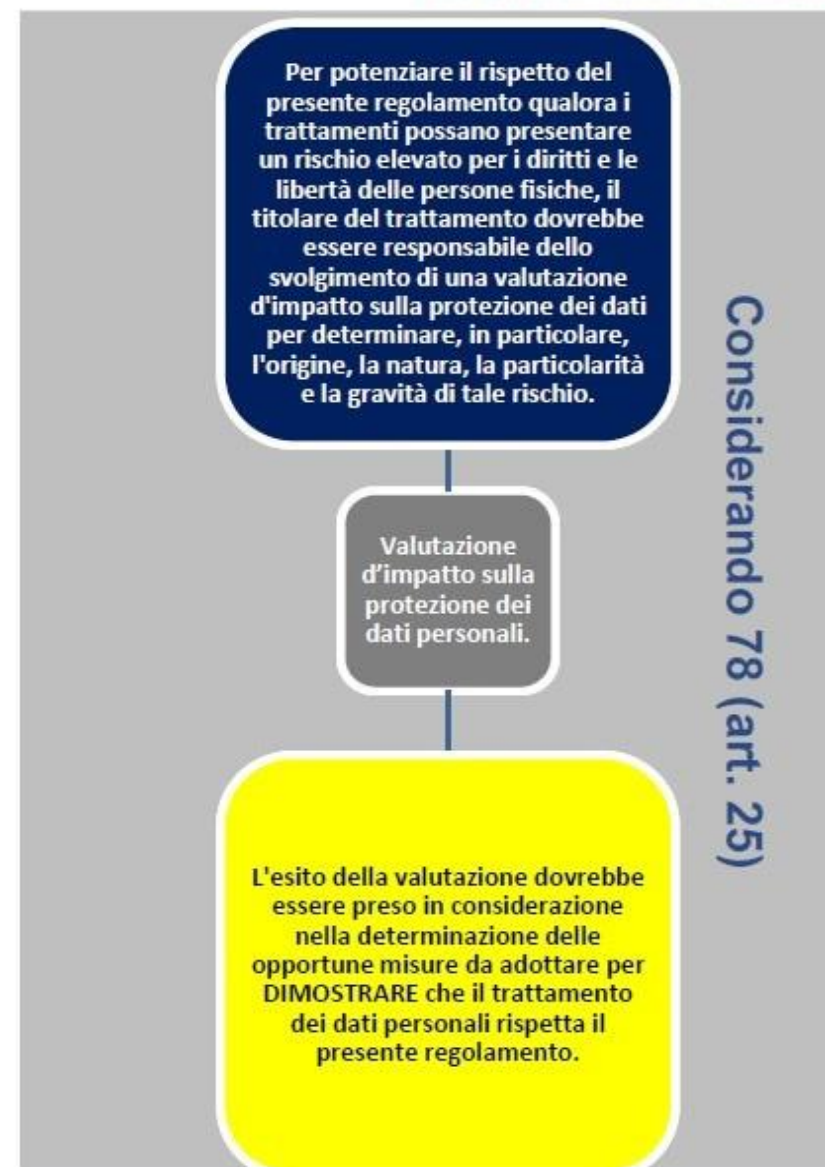 Per potenziare il rispetto del
presente regolamento qualora i
trattamenti possano presentare
un rischio elevato per i diritti e le
libertà delle persone fisiche, il
titolare del trattamento dovrebbe
essere responsabile dello
svolgimento di una valutazione
d'impatto sulla protezione dei dati
per determinare, in particolare,
l'origine, la natura, la particolarità
e la gravità di tale rischio.
Valutazione
d’impatto sulla
protezione dei
dati personali.
L'esito della valutazione dovrebbe
essere preso in considerazione
nella determinazione delle
opportune misure da adottare per
DIMOSTRARE che il trattamento
dei dati personali rispetta il
presente regolamento.
Considerando 78 (art. 25)